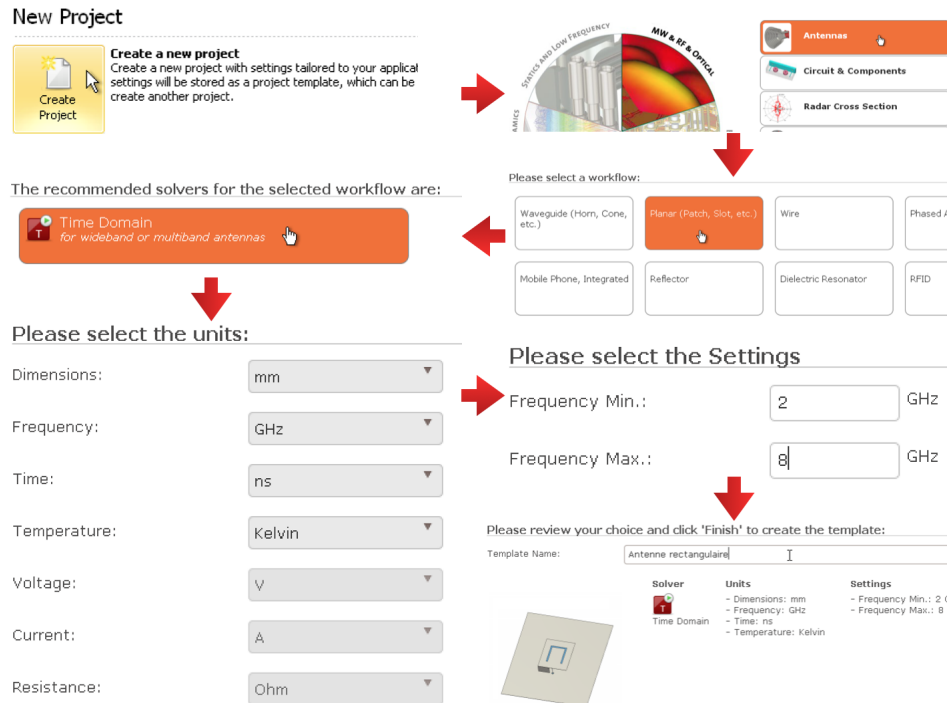 New Project
Create a new project
Create a new project with settings tailored to your applicat
settings will be stored as a project template, which can be
create another project.
Create
Project
STATICS AND LOW FREQUENCY
MW & RF & OPTICAL
AMICS
Antennas
Circuit & Components
Radar Cross Section
The recommended solvers for the selected workflow are:
Time Domain
for wideband or multiband antennas
T
Please select a workflow:
Waveguide (Horn, Cone,
etc.)
Planar (Patch, Slot, etc.)
Wire
Phased A
Mobile Phone, Integrated
Reflector
Dielectric Resonator
RFID
Please select the units:
Dimensions:
mm
Frequency:
GHz
Time:
ns
Temperature:
Kelvin
Voltage:
V
Current:
A
Resistance:
Ohm
Please select the Settings
Frequency Min.:
2
GHz
Frequency Max.:
8
GHz
Please review your choice and click 'Finish' to create the template:
Template Name:
Antenne rectangulaire
Solver
T
Time Domain
Units
- Dimensions: mm
- Frequency: GHz
- Time: ns
- Temperature: Kelvin
Settings
- Frequency Min.: 2
- Frequency Max.: 8